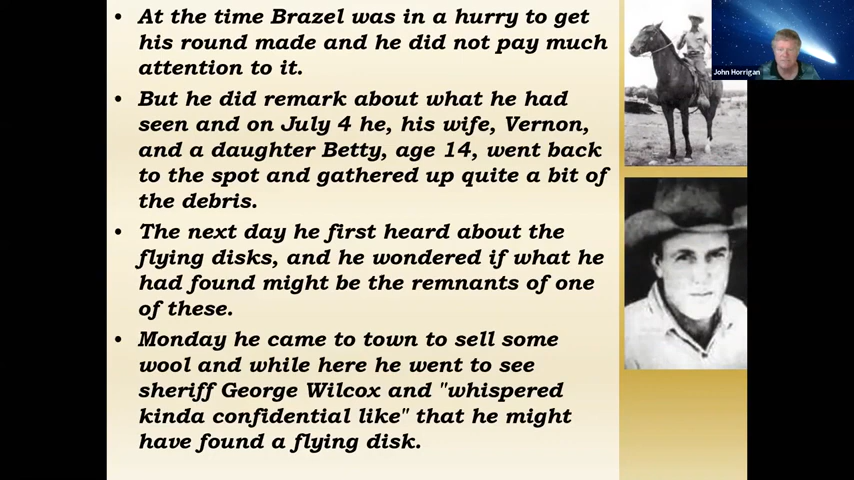 • At the time Brazel was in a hurry to get
his round made and he did not pay much
attention to it.
• But he did remark about what he had
seen and on July 4 he, his wife, Vernon,
and a daughter Betty, age 14, went back
to the spot and gathered up quite a bit of
the debris.
• The next day he first heard about the
flying disks, and he wondered if what he
had found might be the remnants of one
of these.
• Monday he came to town to sell some
wool and while here he went to see
sheriff George Wilcox and "whispered
kinda confidential like" that he might
have found a flying disk.
John Horrigan